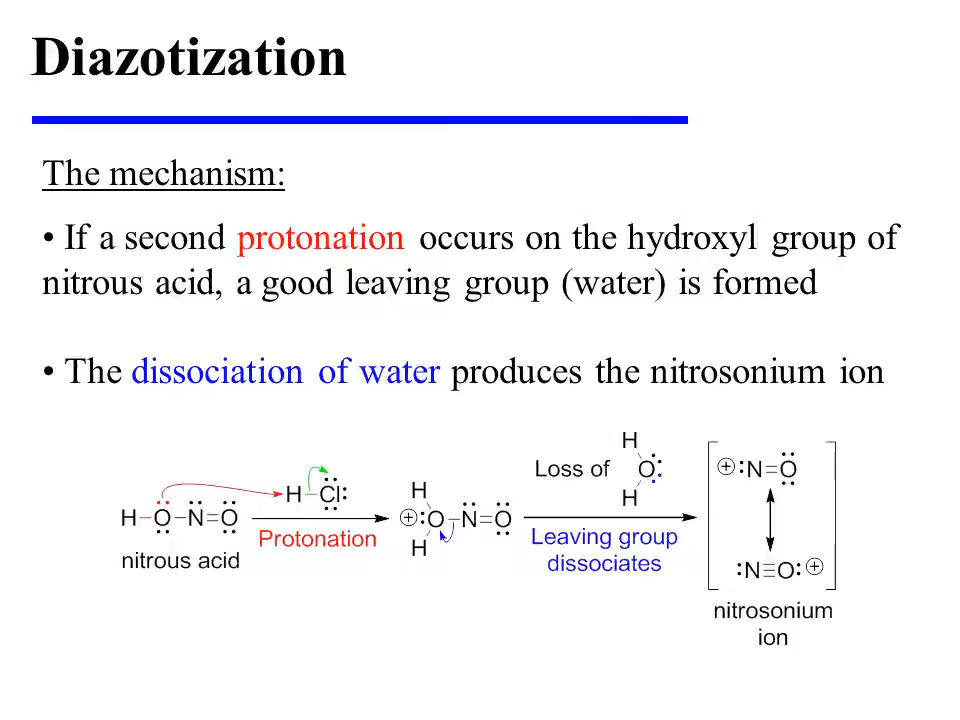 Diazotization
The mechanism:
• If a second protonation occurs on the hydroxyl group of
nitrous acid, a good leaving group (water) is formed
• The dissociation of water produces the nitrosonium ion
H–O–N=O
nitrous acid
H–Cl:
Protonation
H
⊕ :O–N=O
H
Loss of
H
O
H
Leaving group
dissociates
⊕ :N=O
:N≡O: ⊕
nitrosonium
ion